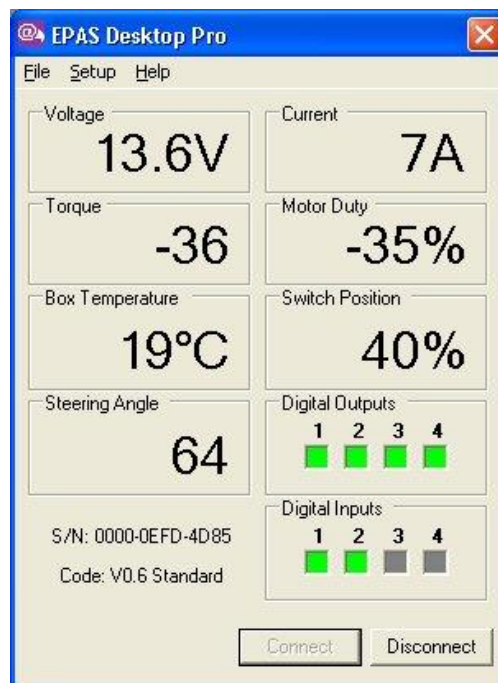 EPAS Desktop Pro
File Setup Help
Voltage
13.6V
Current
7A
Torque
-36
Motor Duty
-35%
Box Temperature
19°C
Switch Position
40%
Steering Angle
64
Digital Outputs
1 2 3 4
Digital Inputs
1 2 3 4
S/N: 0000-0EFD-4D85
Code: V0.6 Standard
Connect Disconnect